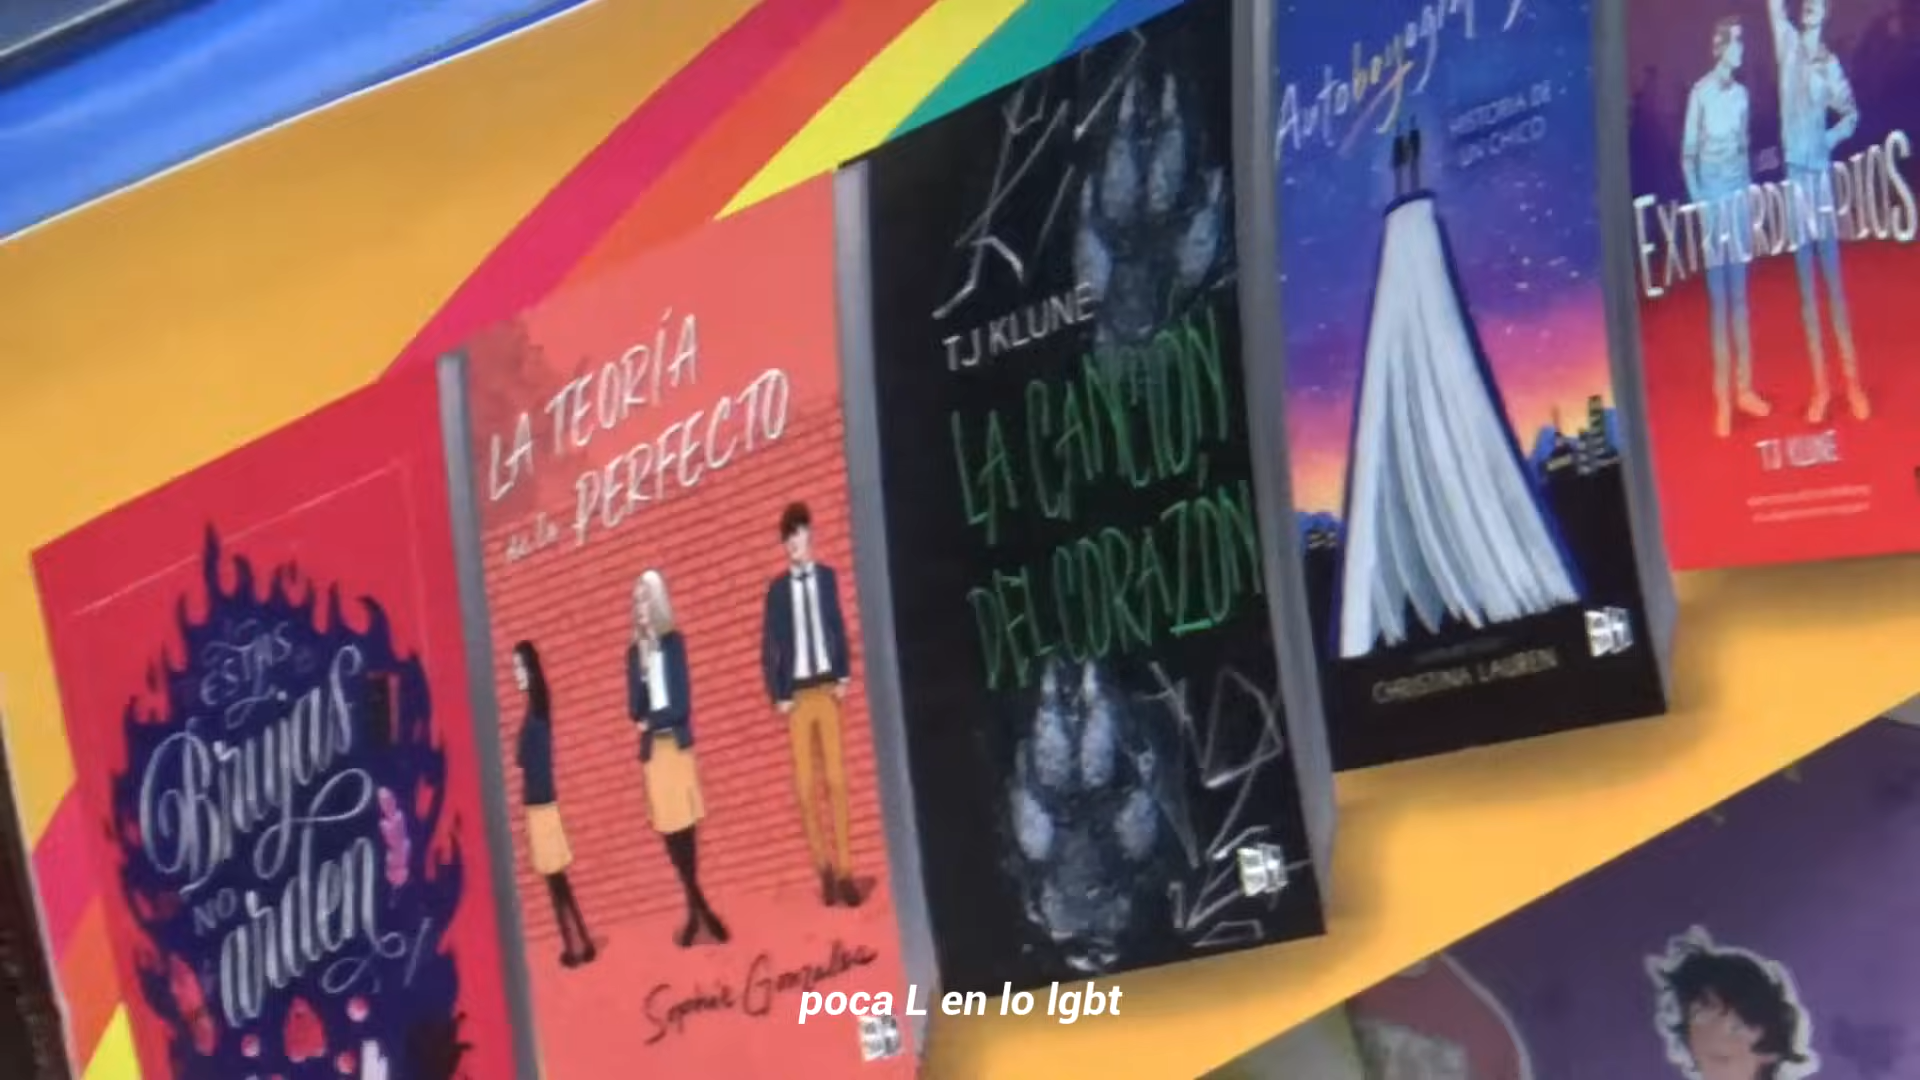 ESTAS
Brujas
NO
arden
LA TEORÍA
de lo PERFECTO
Sophie Gonzales
TJ KLUNE
LA CANCIÓN
DEL CORAZÓN
Autoboyografía
HISTORIA DE
UN CHICO
CHRISTINA LAUREN
LOS
EXTRAORDINARIOS
TJ KLUNE
poca L en lo lgbt